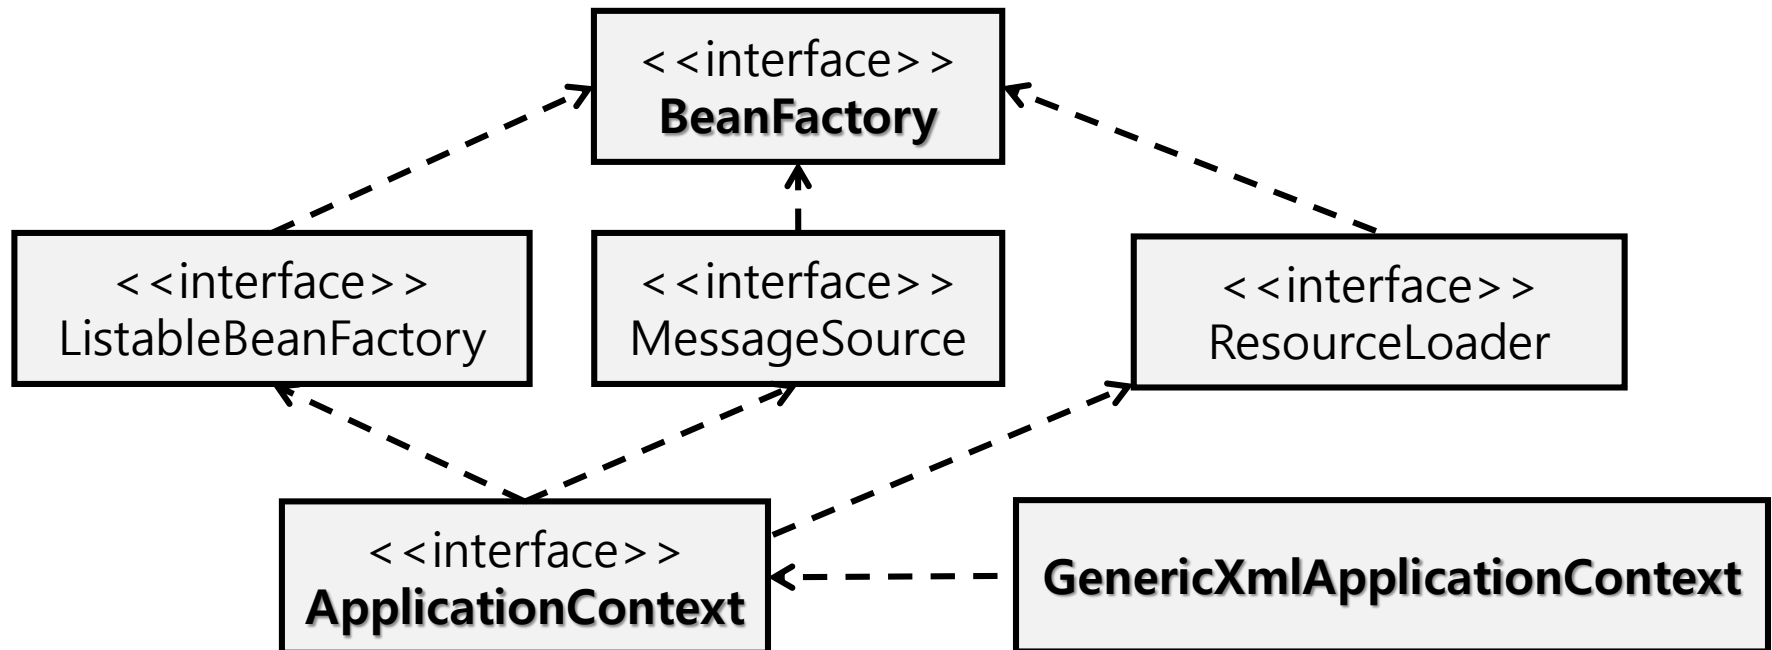 <<interface>>
BeanFactory
<<interface>>
ListableBeanFactory
<<interface>>
MessageSource
<<interface>>
ResourceLoader
<<interface>>
ApplicationContext
GenericXmlApplicationContext